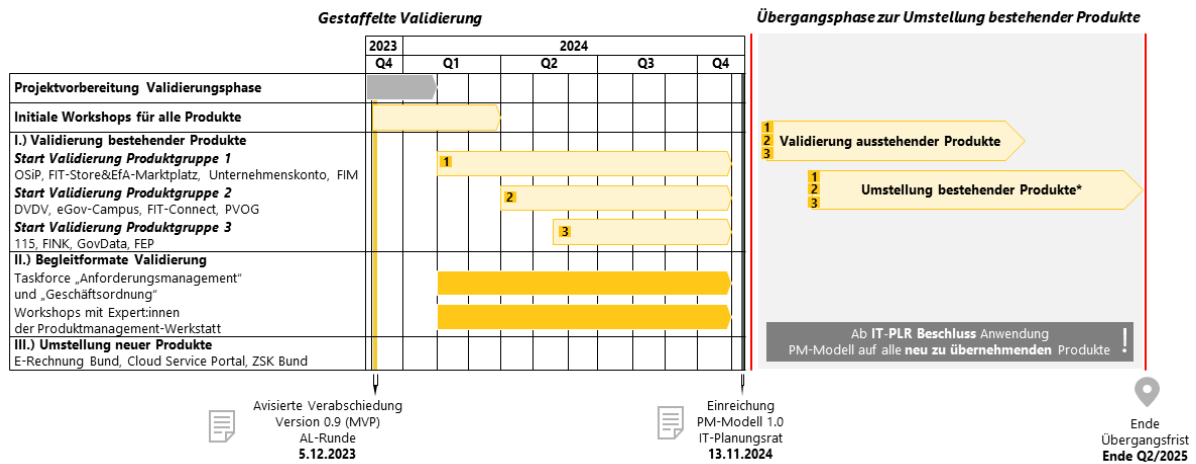 Gestaffelte Validierung
Übergangsphase zur Umstellung bestehender Produkte
2023
2024
Q4
Q1
Q2
Q3
Q4
Projektvorbereitung Validierungsphase
Initiale Workshops für alle Produkte
I.) Validierung bestehender Produkte
Start Validierung Produktgruppe 1
OSiP, FIT-Store&EfA-Marktplatz, Unternehmenskonto, FIM
1
Start Validierung Produktgruppe 2
DVDV, eGov-Campus, FIT-Connect, PVOG
2
Start Validierung Produktgruppe 3
115, FINK, GovData, FEP
3
II.) Begleitformate Validierung
Taskforce „Anforderungsmanagement“
und „Geschäftsordnung“
Workshops mit Expert:innen
der Produktmanagement-Werkstatt
III.) Umstellung neuer Produkte
E-Rechnung Bund, Cloud Service Portal, ZSK Bund
1
2
3
Validierung ausstehender Produkte
1
2
3
Umstellung bestehender Produkte*
Ab IT-PLR Beschluss Anwendung
PM-Modell auf alle neu zu übernehmenden Produkte
!
Avisierte Verabschiedung
Version 0.9 (MVP)
AL-Runde
5.12.2023
Einreichung
PM-Modell 1.0
IT-Planungsrat
13.11.2024
Ende
Übergangsfrist
Ende Q2/2025